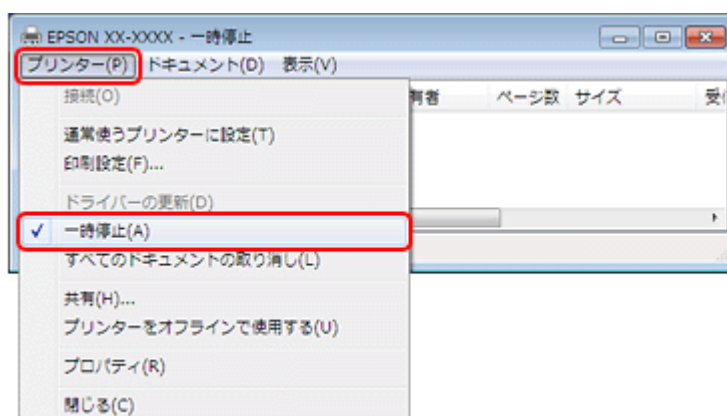 EPSON XX-XXXX - 一時停止
プリンター(P) ドキュメント(D) 表示(V)
有者 ページ数 サイズ 受
接続(O)
通常使うプリンターに設定(T)
印刷設定(F)...
ドライバーの更新(D)
一時停止(A)
すべてのドキュメントの取り消し(L)
共有(H)...
プリンターをオフラインで使用する(U)
プロパティ(R)
閉じる(C)